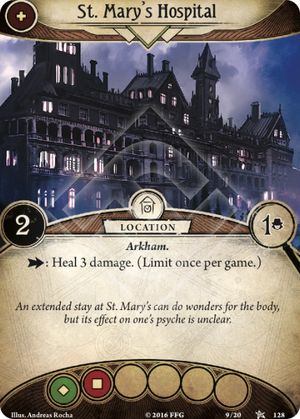 St. Mary's Hospital
2
1
LOCATION
Arkham.
: Heal 3 damage. (Limit once per game.)
An extended stay at St. Mary's can do wonders for the body,
but its effect on one's psyche is unclear.
Illus. Andreas Rocha
© 2016 FFG
9/20
128